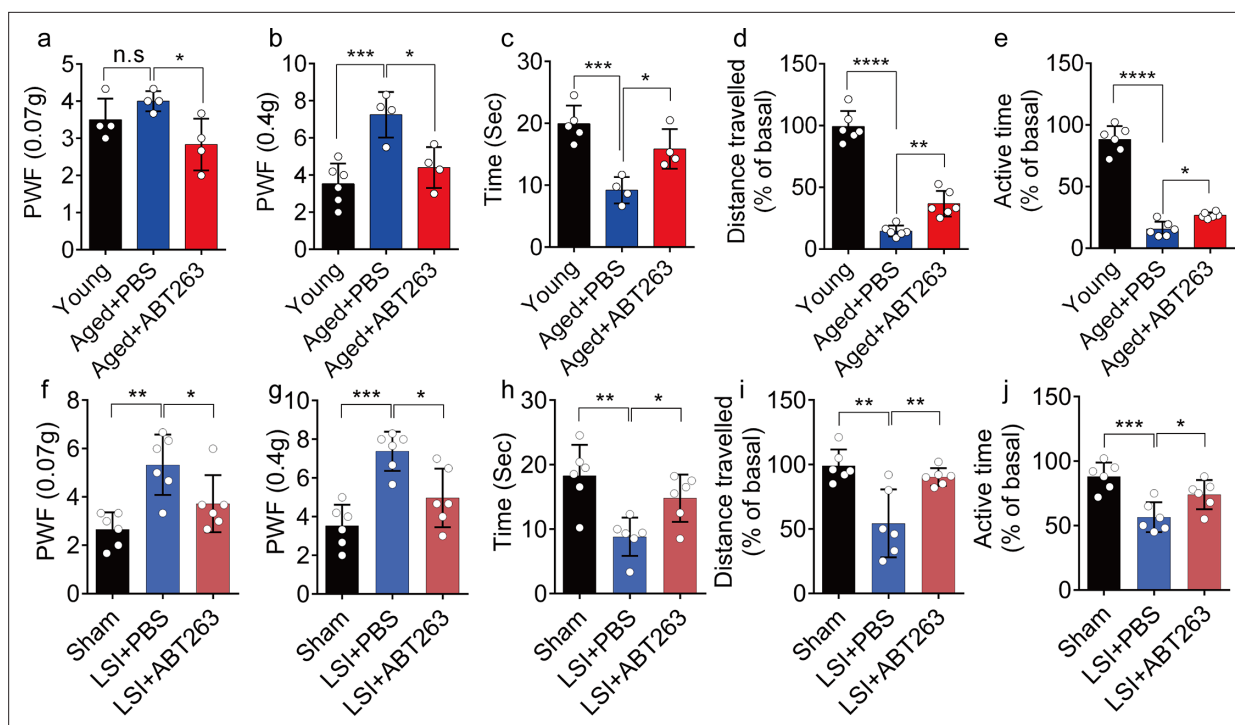 a
n.s
*
PWF (0.07g)
5
4
3
2
1
0
Young
Aged+PBS
Aged+ABT263
b
***
*
PWF (0.4g)
10
8
6
4
2
0
Young
Aged+PBS
Aged+ABT263
c
***
*
Time (Sec)
30
20
10
0
Young
Aged+PBS
Aged+ABT263
d
****
**
Distance travelled
(% of basal)
150
100
50
0
Young
Aged+PBS
Aged+ABT263
e
****
*
Active time
(% of basal)
150
100
50
0
Young
Aged+PBS
Aged+ABT263
f
**
*
PWF (0.07g)
8
6
4
2
0
Sham
LSI+PBS
LSI+ABT263
g
***
*
PWF (0.4g)
10
8
6
4
2
0
Sham
LSI+PBS
LSI+ABT263
h
**
*
Time (Sec)
30
20
10
0
Sham
LSI+PBS
LSI+ABT263
i
**
**
Distance travelled
(% of basal)
150
100
50
0
Sham
LSI+PBS
LSI+ABT263
j
***
*
Active time
(% of basal)
150
100
50
0
Sham
LSI+PBS
LSI+ABT263